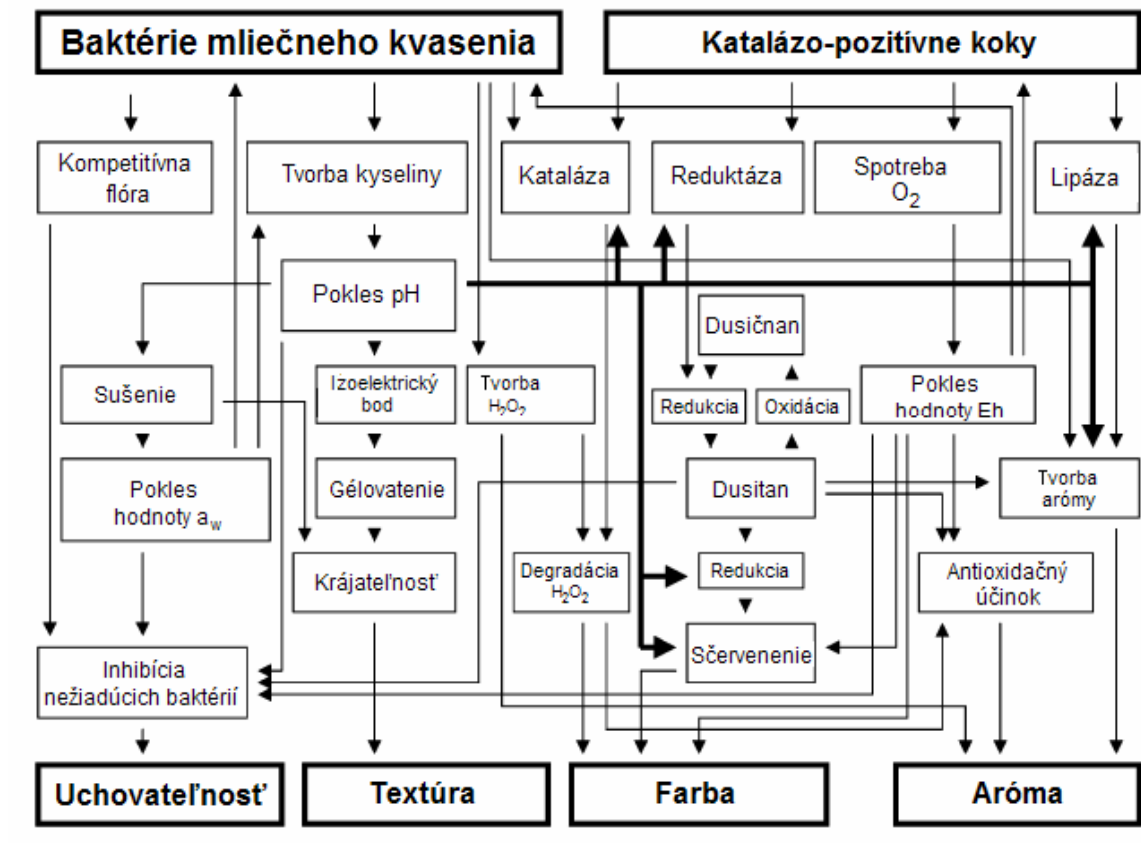 Baktérie mliečneho kvasenia
Katalázo-pozitívne koky
Kompetitívna
flóra
Tvorba kyseliny
Kataláza
Reduktáza
Spotreba
O2
Lipáza
Pokles pH
Dusičnan
Sušenie
Izoelektrický
bod
Tvorba
H2O2
Redukcia
Oxidácia
Pokles
hodnoty Eh
Pokles
hodnoty aw
Gélovatenie
Dusitan
Tvorba
arómy
Krájateľnosť
Degradácia
H2O2
Redukcia
Antioxidačný
účinok
Inhibícia
nežiadúcich baktérií
Sčervenenie
Uchovateľnosť
Textúra
Farba
Aróma